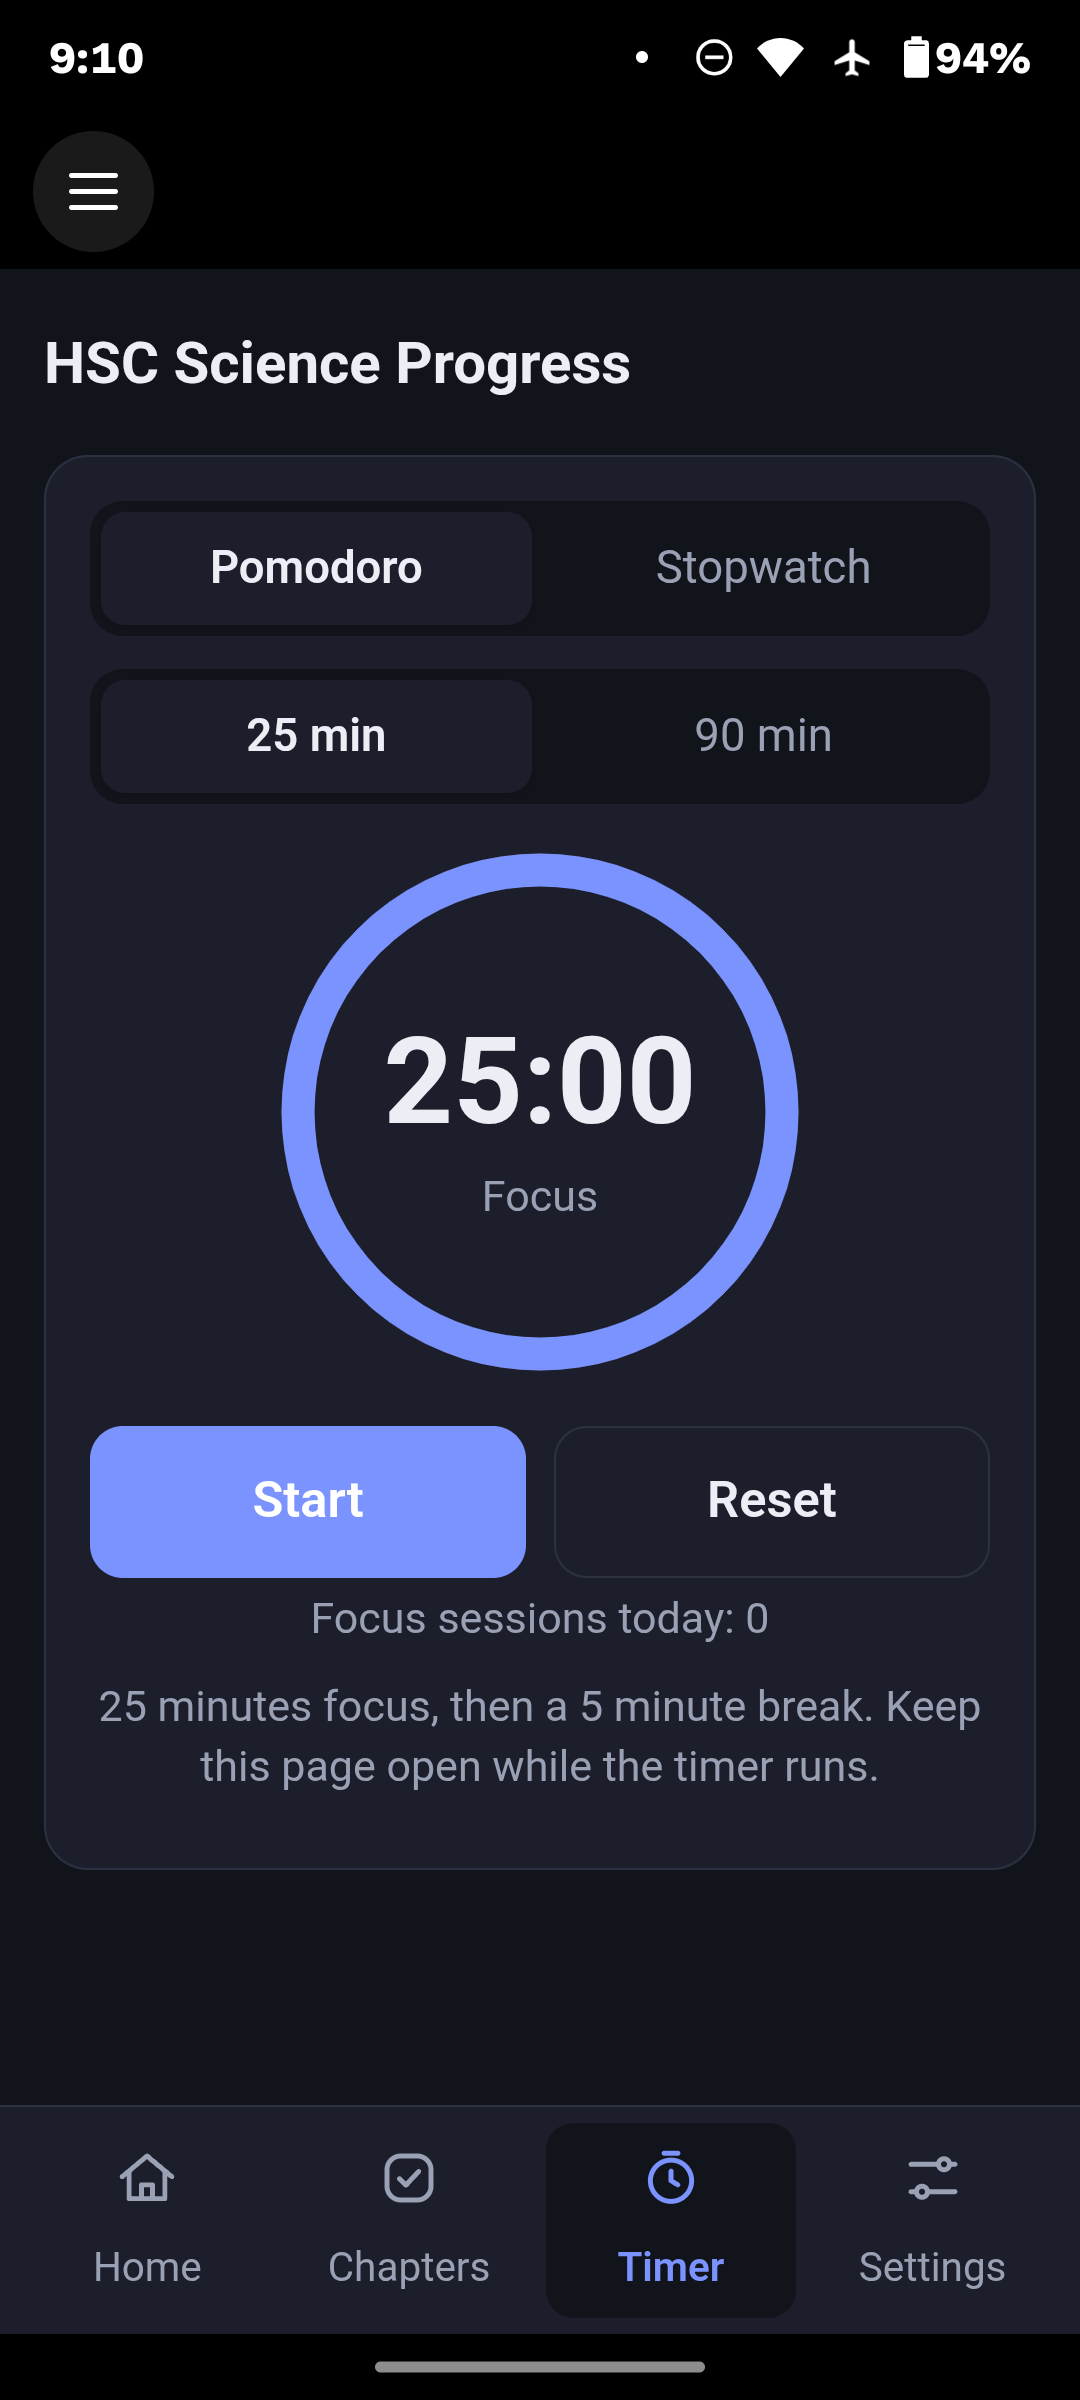 9:10
94%
HSC Science Progress
Pomodoro
Stopwatch
25 min
90 min
25:00
Focus
Start
Reset
Focus sessions today: 0
25 minutes focus, then a 5 minute break. Keep
this page open while the timer runs.
Home
Chapters
Timer
Settings